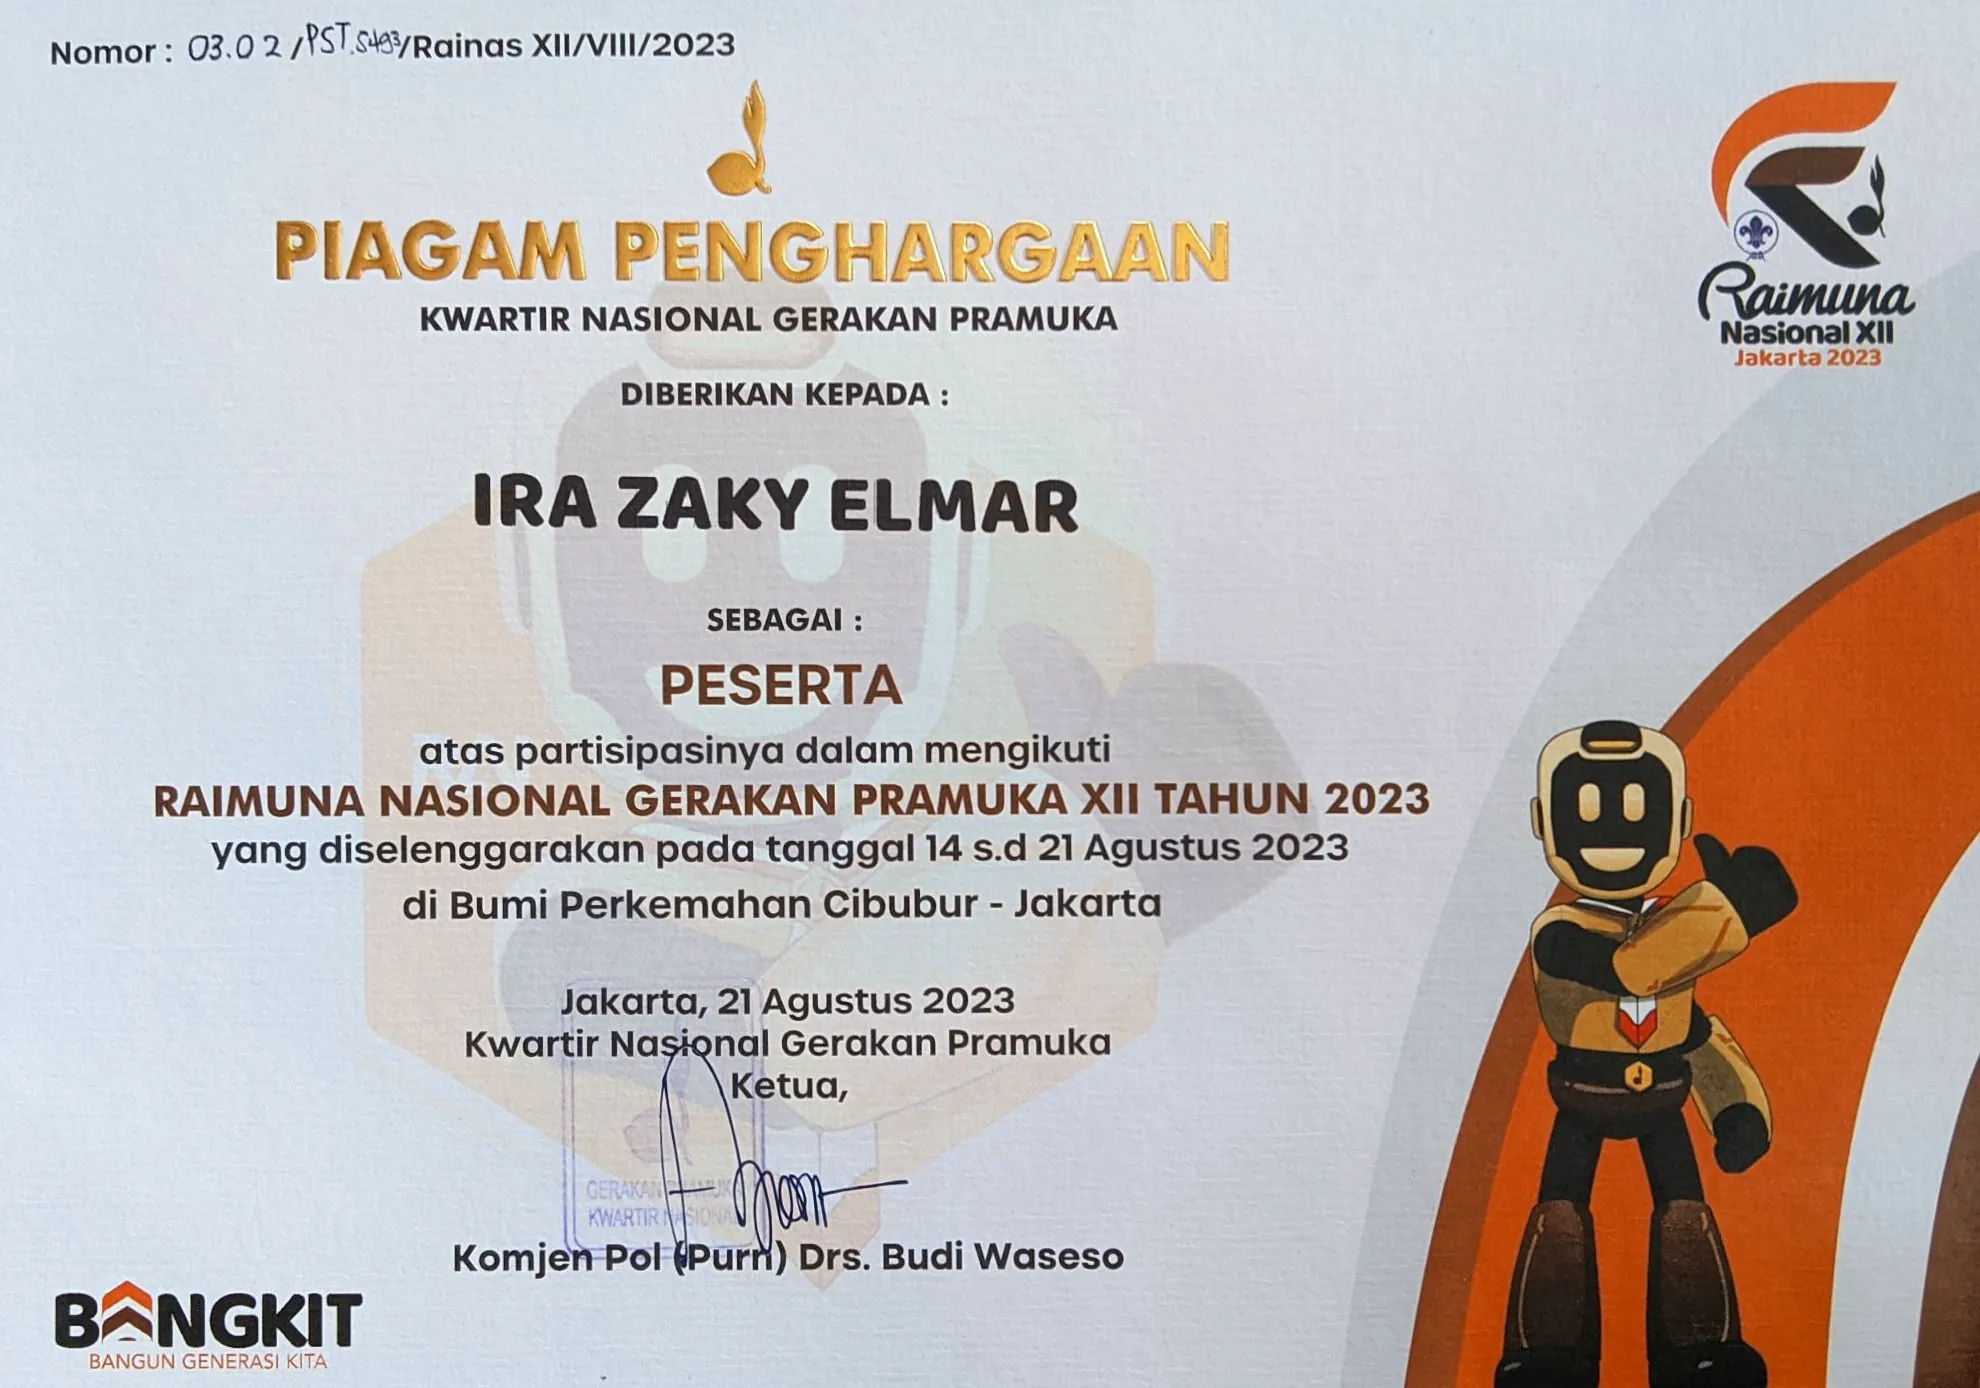 Nomor : 03.02/PST.5493/Rainas XII/VIII/2023
PIAGAM PENGHARGAAN
KWARTIR NASIONAL GERAKAN PRAMUKA
Raimuna
Nasional XII
Jakarta 2023
DIBERIKAN KEPADA :
IRA ZAKY ELMAR
SEBAGAI :
PESERTA
atas partisipasinya dalam mengikuti
RAIMUNA NASIONAL GERAKAN PRAMUKA XII TAHUN 2023
yang diselenggarakan pada tanggal 14 s.d 21 Agustus 2023
di Bumi Perkemahan Cibubur - Jakarta
Jakarta, 21 Agustus 2023
Kwartir Nasional Gerakan Pramuka
Ketua,
GERAKAN PRAMUKA
KWARTIR NASIONAL
Komjen Pol (Purn) Drs. Budi Waseso
BANGKIT
BANGUN GENERASI KITA